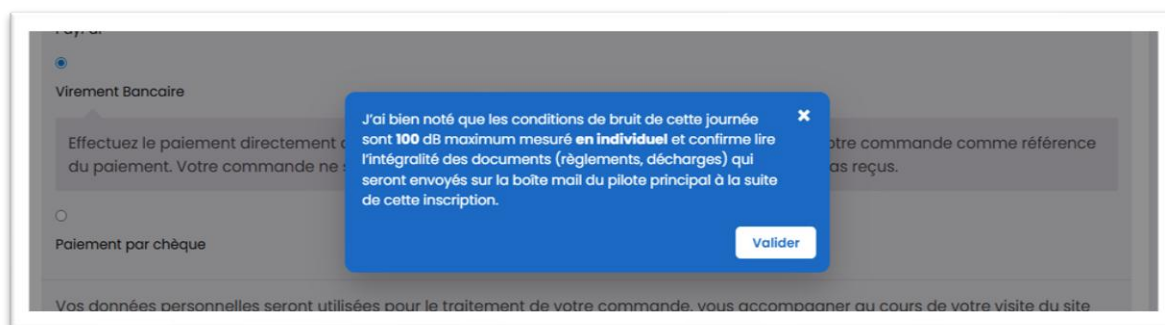 Virement Bancaire
J'ai bien noté que les conditions de bruit de cette journée
sont 100 dB maximum mesuré en individuel et confirme lire
l'intégralité des documents (règlements, décharges) qui
seront envoyés sur la boîte mail du pilote principal à la suite
de cette inscription.
Valider
Effectuez le paiement directement
otre commande comme référence
du paiement. Votre commande ne
as reçus.
Paiement par chèque
Vos données personnelles seront utilisées pour le traitement de votre commande, vous accompagner au cours de votre visite du site